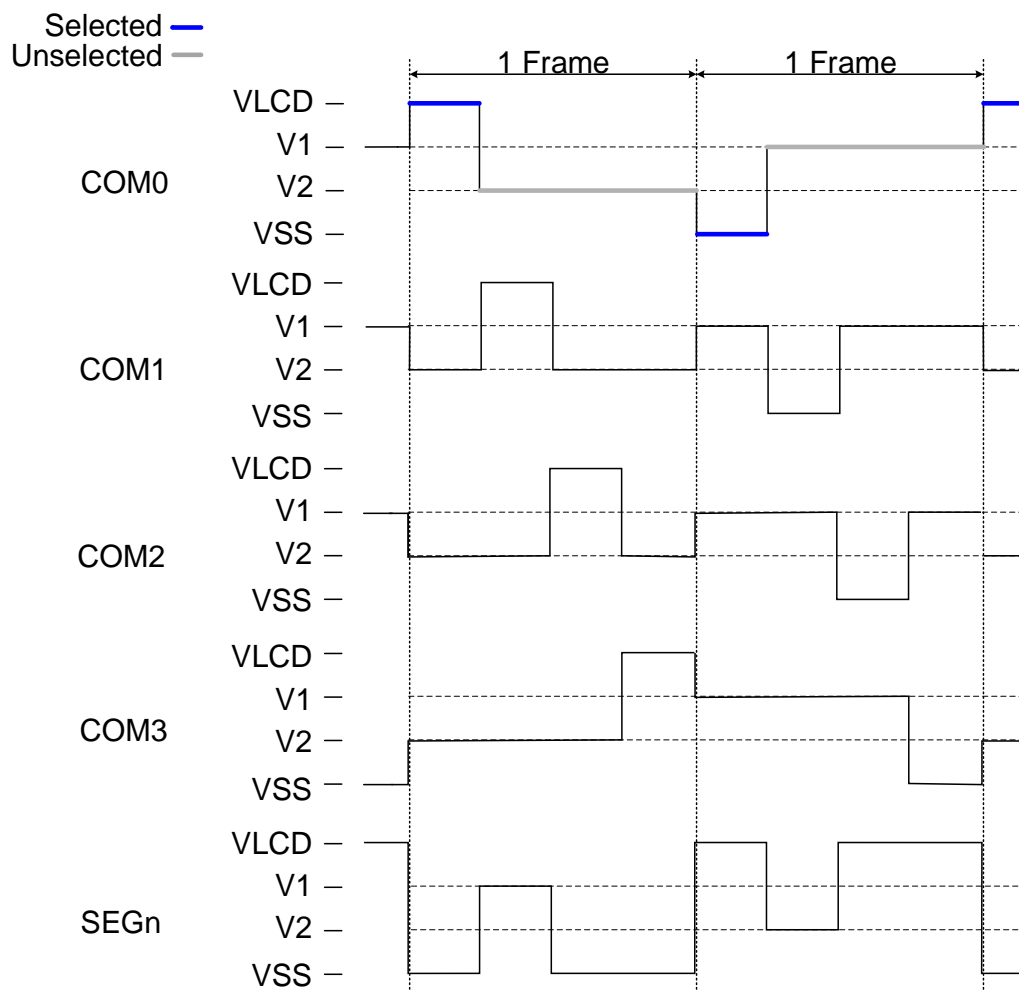 Selected
Unselected
1 Frame 1 Frame
VLCD
V1
COM0
V2
VSS
VLCD
V1
COM1
V2
VSS
VLCD
V1
COM2
V2
VSS
VLCD
V1
COM3
V2
VSS
VLCD
V1
SEGn
V2
VSS